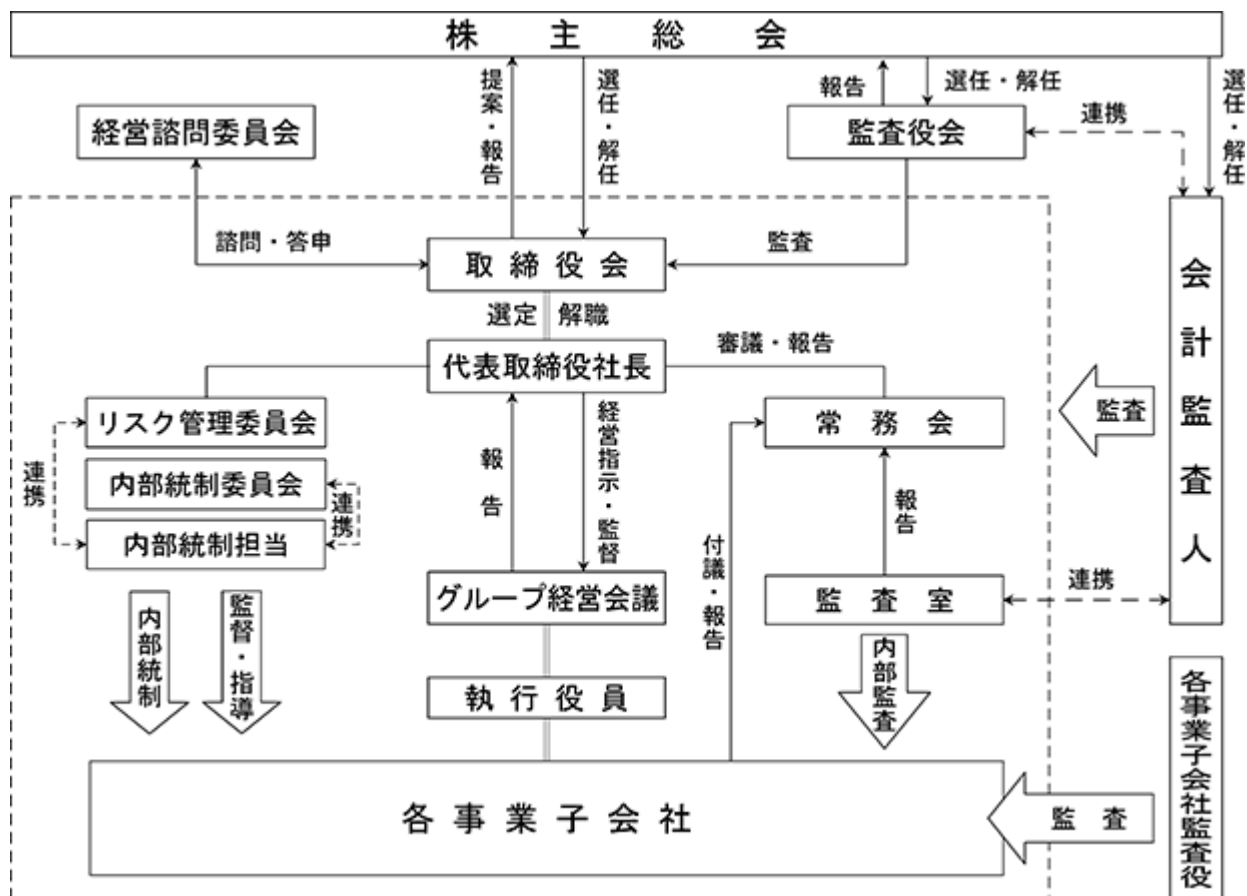 株主総会
提案・報告
選任・解任
報告
選任・解任
選任・解任
経営諮問委員会
監査役会
連携
諮問・答申
監査
取締役会
選定 解職
代表取締役社長
審議・報告
会計監査人
監査
リスク管理委員会
常務会
連携
内部統制委員会
連携
内部統制担当
報告
経営指示・監督
報告
付議・報告
グループ経営会議
監査室
連携
内部統制
監督・指導
内部監査
執行役員
各事業子会社
監査
各事業子会社監査役